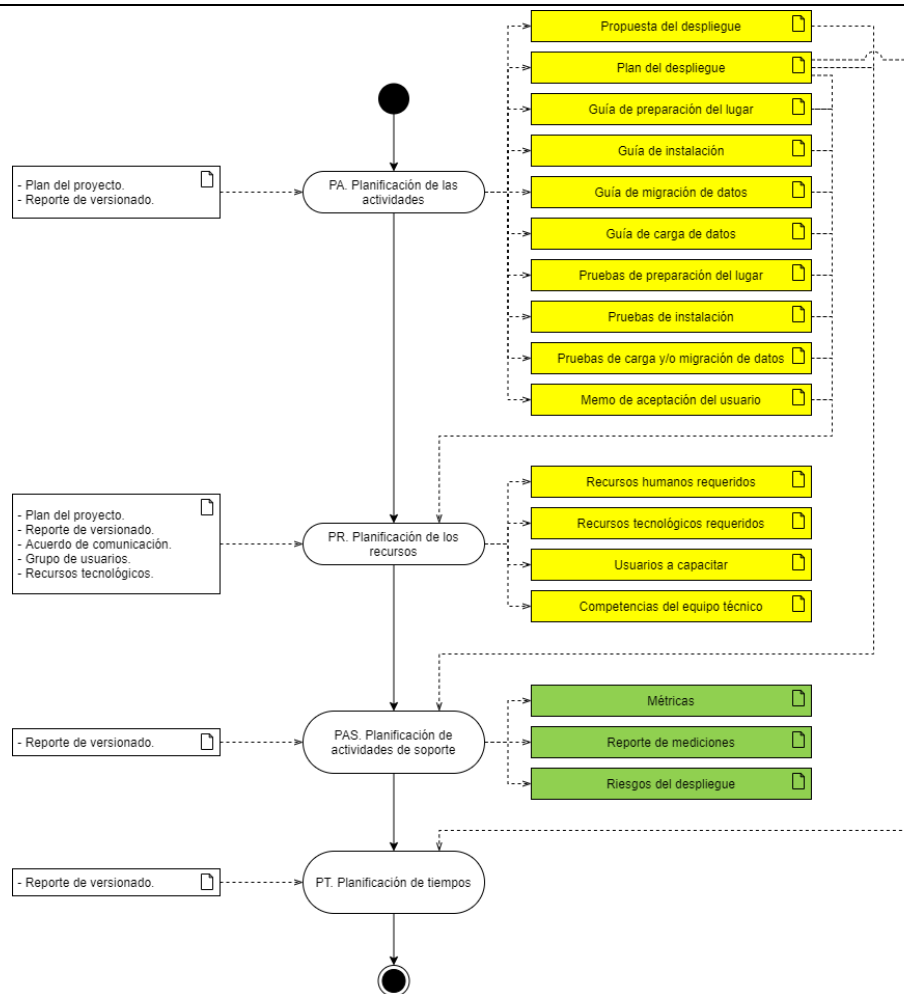 Propuesta del despliegue
Plan del despliegue
Guía de preparación del lugar
Guía de instalación
Guía de migración de datos
Guía de carga de datos
Pruebas de preparación del lugar
Pruebas de instalación
Pruebas de carga y/o migración de datos
Memo de aceptación del usuario
- Plan del proyecto.
- Reporte de versionado.
PA. Planificación de las
actividades
Recursos humanos requeridos
Recursos tecnológicos requeridos
Usuarios a capacitar
Competencias del equipo técnico
- Plan del proyecto.
- Reporte de versionado.
- Acuerdo de comunicación.
- Grupo de usuarios.
- Recursos tecnológicos.
PR. Planificación de los
recursos
Métricas
Reporte de mediciones
Riesgos del despliegue
- Reporte de versionado.
PAS. Planificación de
actividades de soporte
- Reporte de versionado.
PT. Planificación de tiempos